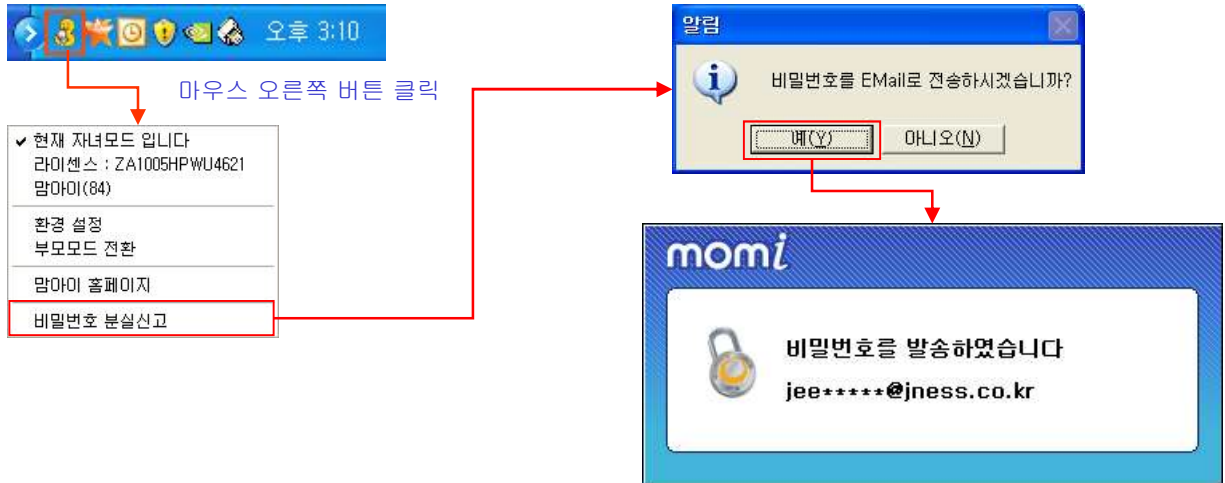 오후 3:10
마우스 오른쪽 버튼 클릭
현재 자녀모드 입니다
라이센스 : ZA1005HPWU4621
맘아이(84)
환경 설정
부모모드 전환
맘아이 홈페이지
비밀번호 분실신고
알림
비밀번호를 EMail로 전송하시겠습니까?
예(Y)
아니오(N)
momi
비밀번호를 발송하였습니다
jee*****@jness.co.kr